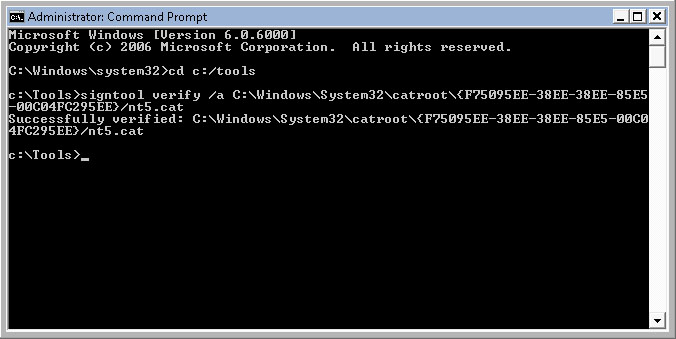 Administrator: Command Prompt
Microsoft Windows [Version 6.0.6000]
Copyright (c) 2006 Microsoft Corporation.  All rights reserved.
C:\Windows\system32>cd c:/tools
c:\Tools>signtool verify /a C:\Windows\System32\catroot\{F75095EE-38EE-38EE-85E5
-00C04FC295EE}/nt5.cat
Successfully verified: C:\Windows\System32\catroot\{F75095EE-38EE-38EE-85E5-00C0
4FC295EE}/nt5.cat
c:\Tools>_